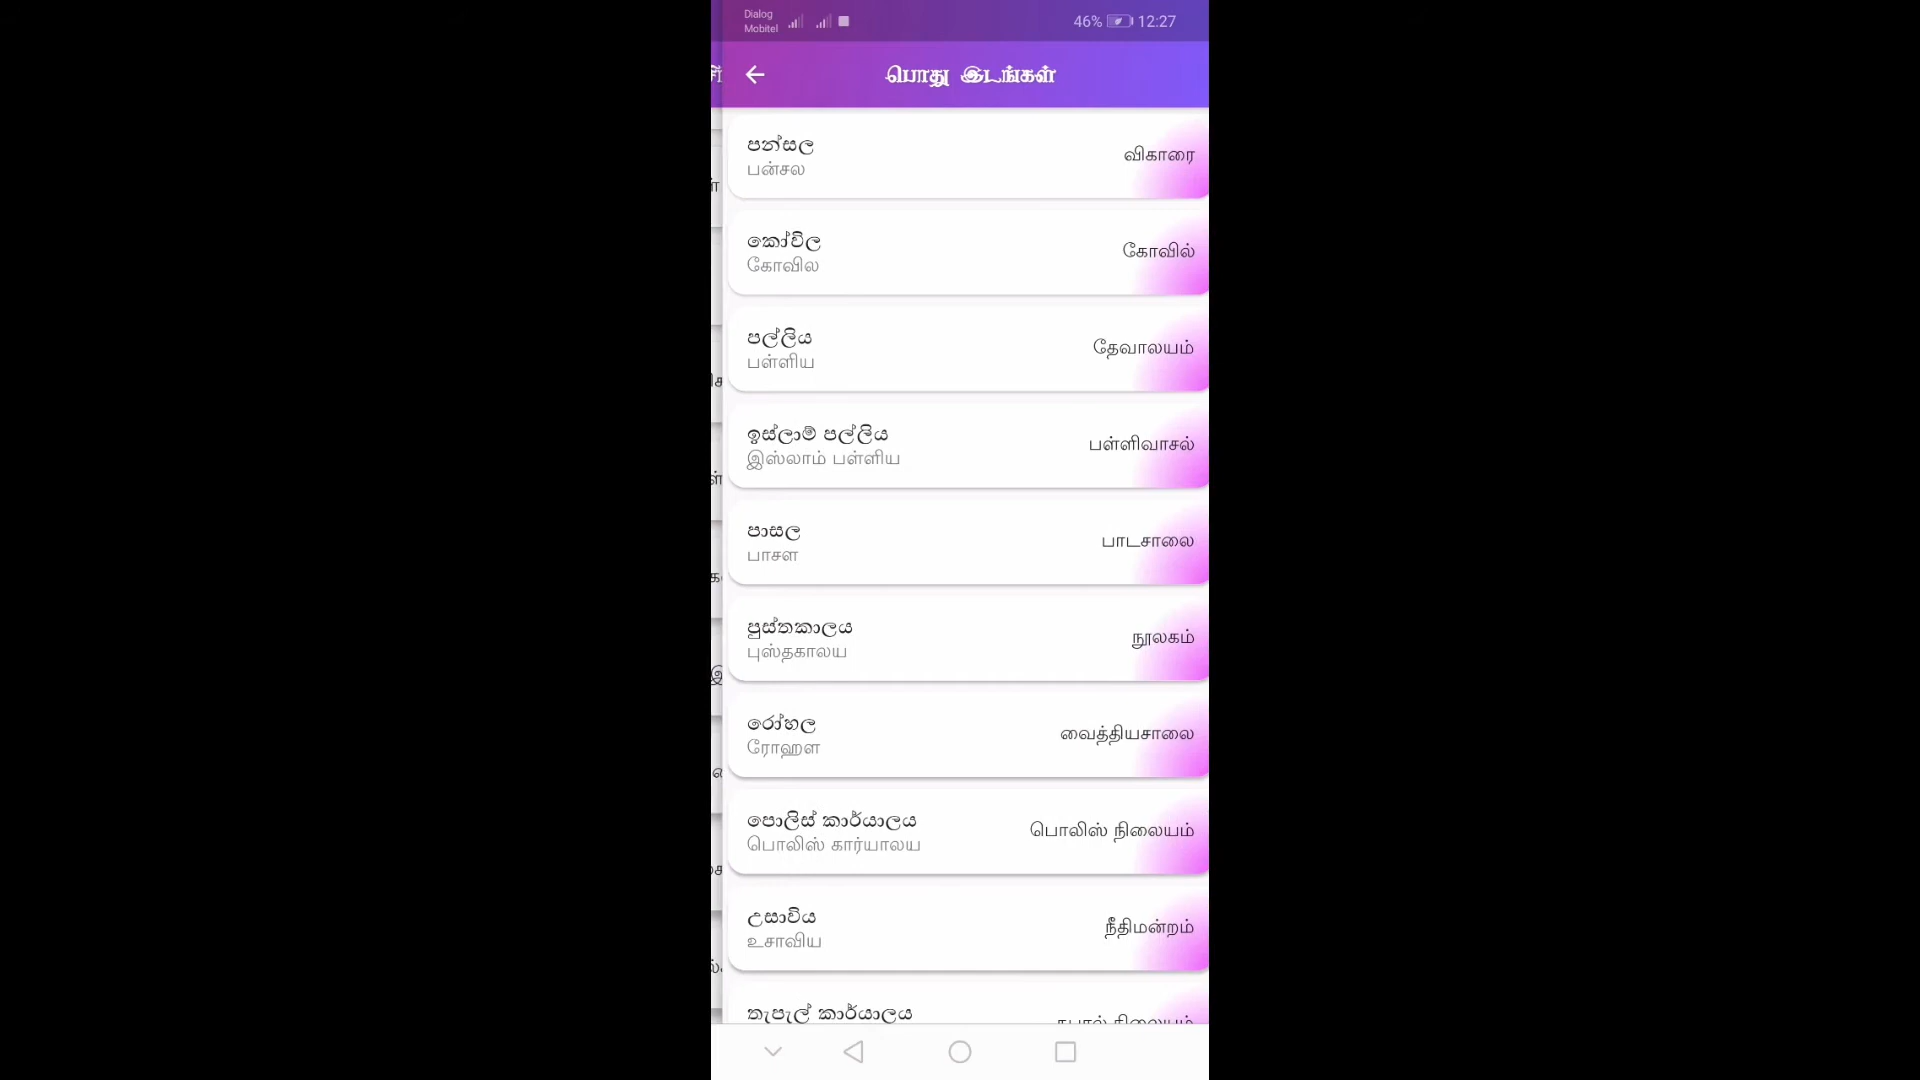 Dialog
Mobitel
46% 12:27
பொது இடங்கள்
පන්සල
பன்சல
விகாரை
කෝවිල
கோவில
கோவில்
පල්ලිය
பள்ளிய
தேவாலயம்
ඉස්ලාම් පල්ලිය
இஸ்லாம் பள்ளிய
பள்ளிவாசல்
පාසල
பாசள
பாடசாலை
පුස්තකාලය
புஸ்தகாலய
நூலகம்
රෝහල
ரோஹள
வைத்தியசாலை
පොලිස් කාර්යාලය
பொலிஸ் கார்யாலய
பொலிஸ் நிலையம்
උසාවිය
உசாவிய
நீதிமன்றம்
තැපැල් කාර්යාලය